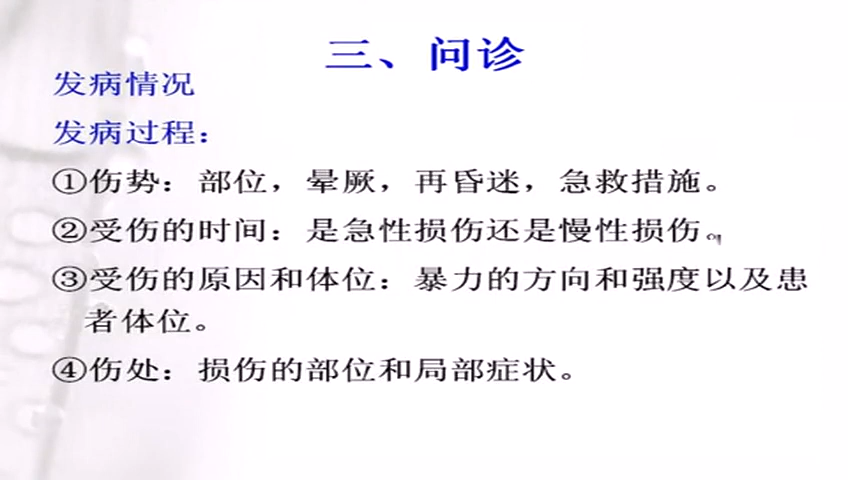 三、问诊
发病情况
发病过程：
①伤势：部位，晕厥，再昏迷，急救措施。
②受伤的时间：是急性损伤还是慢性损伤。
③受伤的原因和体位：暴力的方向和强度以及患
者体位。
④伤处：损伤的部位和局部症状。